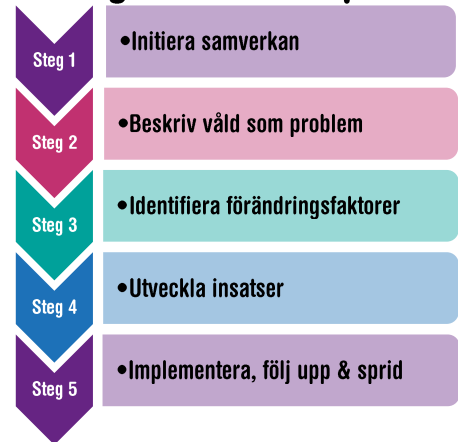 Steg 1
•Initiera samverkan
Steg 2
•Beskriv våld som problem
Steg 3
•Identifiera förändringsfaktorer
Steg 4
•Utveckla insatser
Steg 5
•Implementera, följ upp & sprid